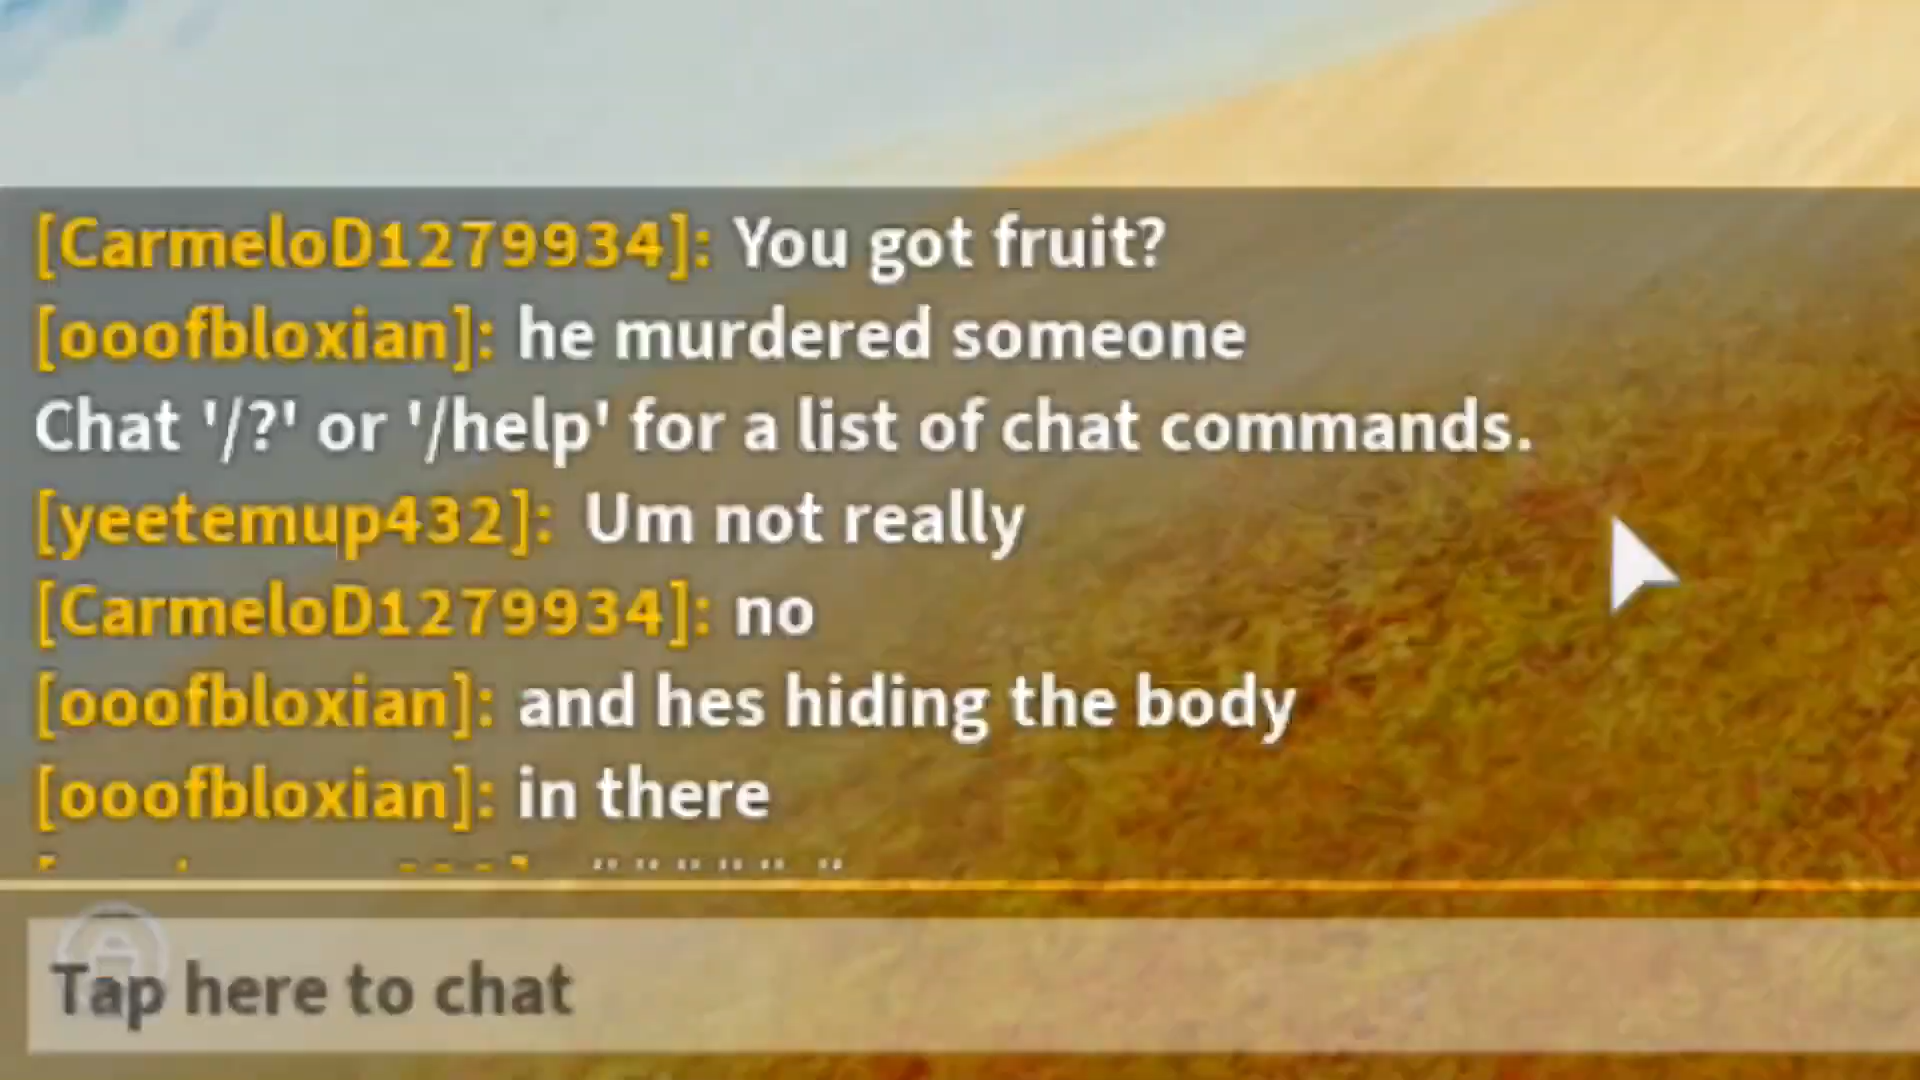 [CarmeloD1279934]: You got fruit?
[ooofbloxian]: he murdered someone
Chat '/?' or '/help' for a list of chat commands.
[yeetemup432]: Um not really
[CarmeloD1279934]: no
[ooofbloxian]: and hes hiding the body
[ooofbloxian]: in there
Tap here to chat